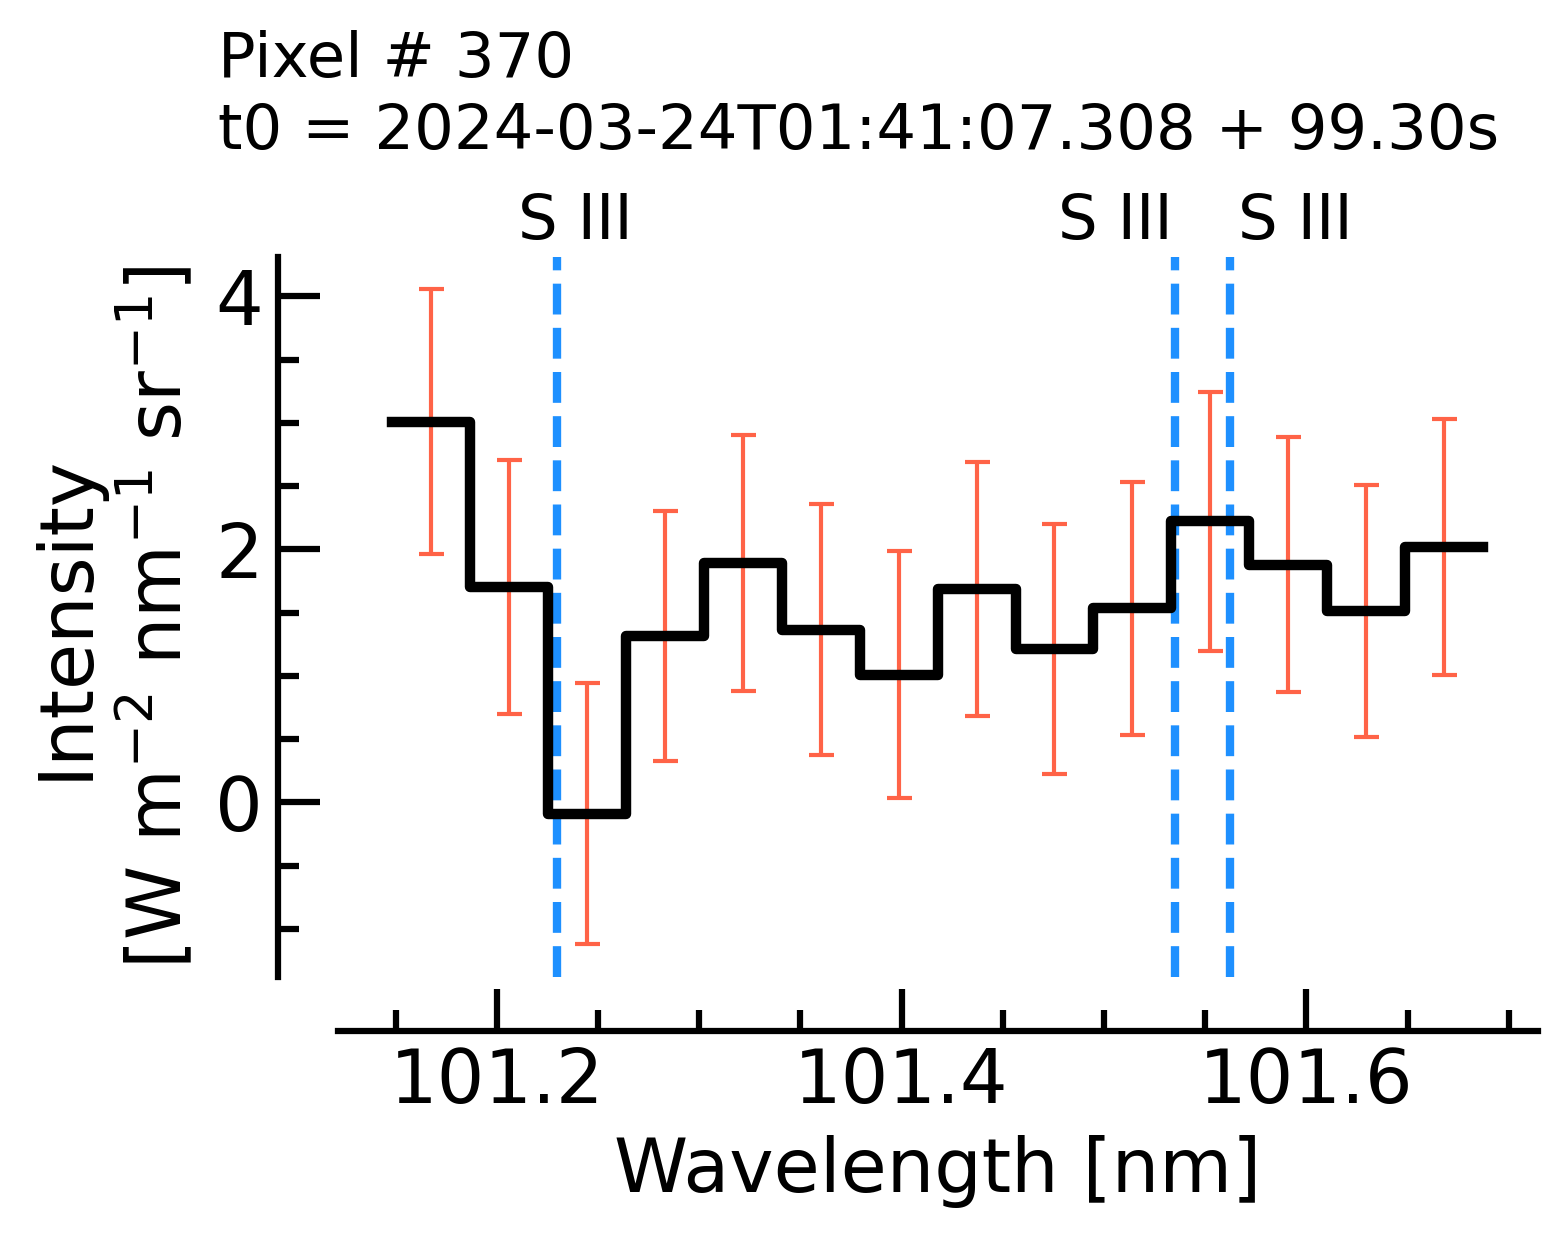 Pixel # 370
t0 = 2024-03-24T01:41:07.308 + 99.30s
S III S III S III
Intensity
[W m⁻² nm⁻¹ sr⁻¹]
4
2
0
101.2 101.4 101.6
Wavelength [nm]